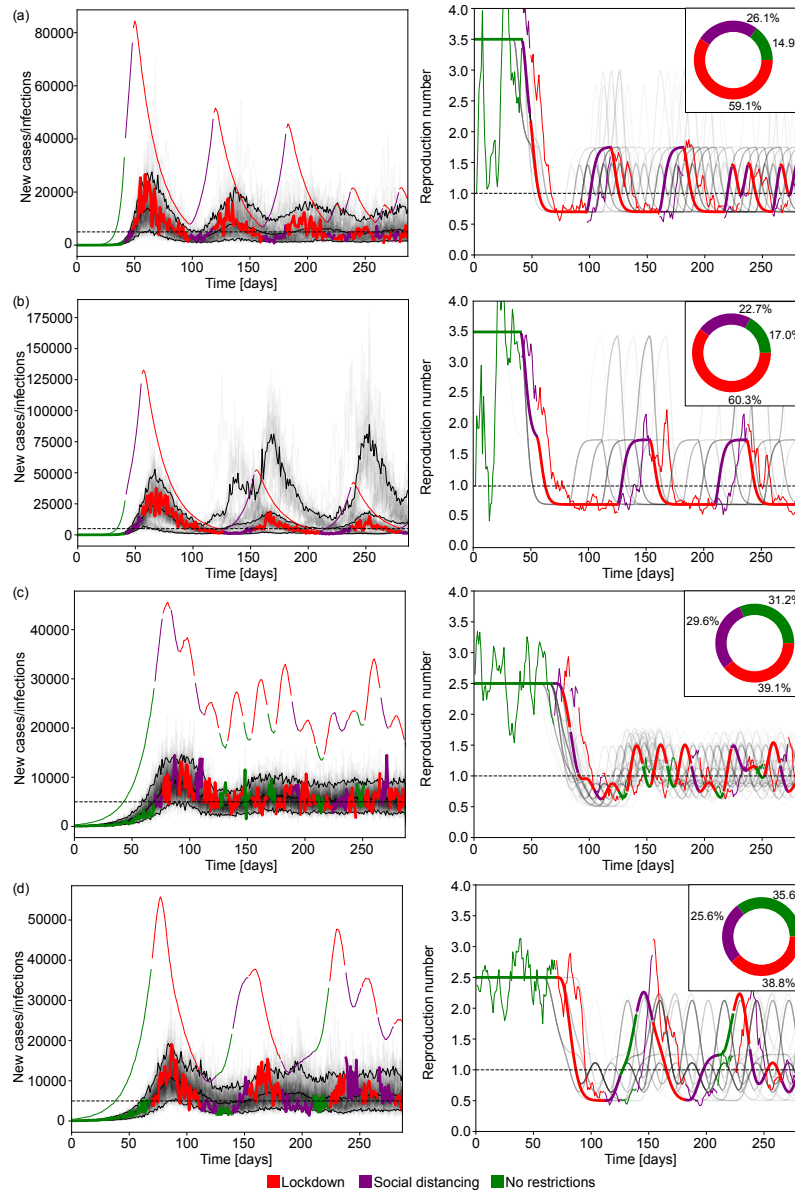 (a)
New cases/infections
80000
60000
40000
20000
0
0 50 100 150 200 250
Time [days]
Reproduction number
4.0
3.5
3.0
2.5
2.0
1.5
1.0
0.5
0.0
0 50 100 150 200 250
Time [days]
26.1%
14.9
59.1%
(b)
New cases/infections
175000
150000
125000
100000
75000
50000
25000
0
0 50 100 150 200 250
Time [days]
Reproduction number
4.0
3.5
3.0
2.5
2.0
1.5
1.0
0.5
0.0
0 50 100 150 200 250
Time [days]
22.7%
17.0%
60.3%
(c)
New cases/infections
40000
30000
20000
10000
0
0 50 100 150 200 250
Time [days]
Reproduction number
4.0
3.5
3.0
2.5
2.0
1.5
1.0
0.5
0.0
0 50 100 150 200 250
Time [days]
31.2%
29.6%
39.1%
(d)
New cases/infections
50000
40000
30000
20000
10000
0
0 50 100 150 200 250
Time [days]
Reproduction number
4.0
3.5
3.0
2.5
2.0
1.5
1.0
0.5
0.0
0 50 100 150 200 250
Time [days]
35.6
25.6%
38.8%
Lockdown Social distancing No restrictions